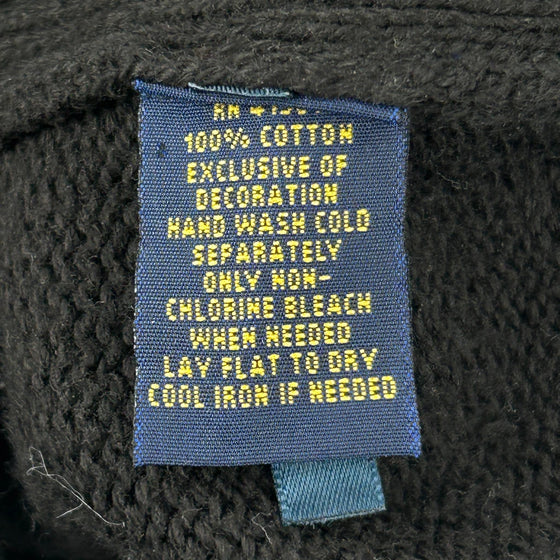 100% COTTON
EXCLUSIVE OF
DECORATION
HAND WASH COLD
SEPARATELY
ONLY NON-
CHLORINE BLEACH
WHEN NEEDED
LAY FLAT TO DRY
COOL IRON IF NEEDED